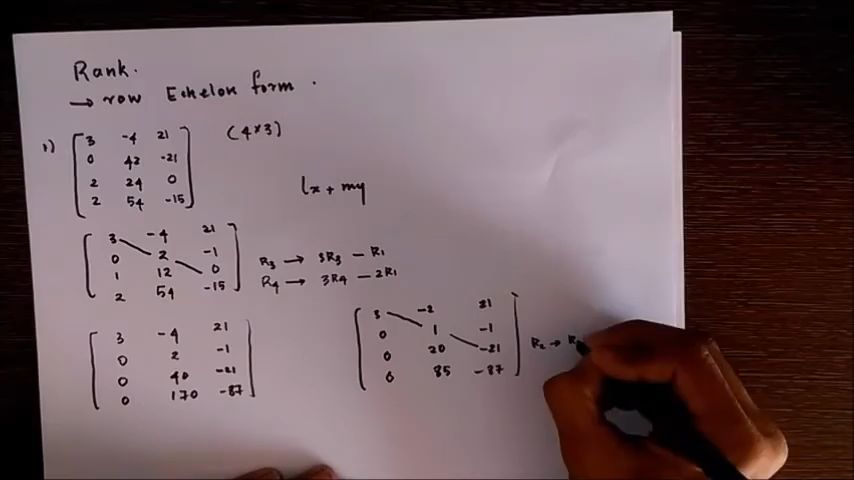 Rank.
→ row Echelon form.
1) [3 -4 21 (4×3)
0 42 -21
2 24 0
2 54 -15]
lx + my
[3 -4 21
0 2 -1
1 12 0
2 54 -15]
R3 → 3R3 - R1
R4 → 3R4 - 2R1
[3 -4 21
0 2 -1
0 40 -21
0 170 -87]
[3 -2 21
0 1 -1
0 20 -21
0 85 -87]
R2 →